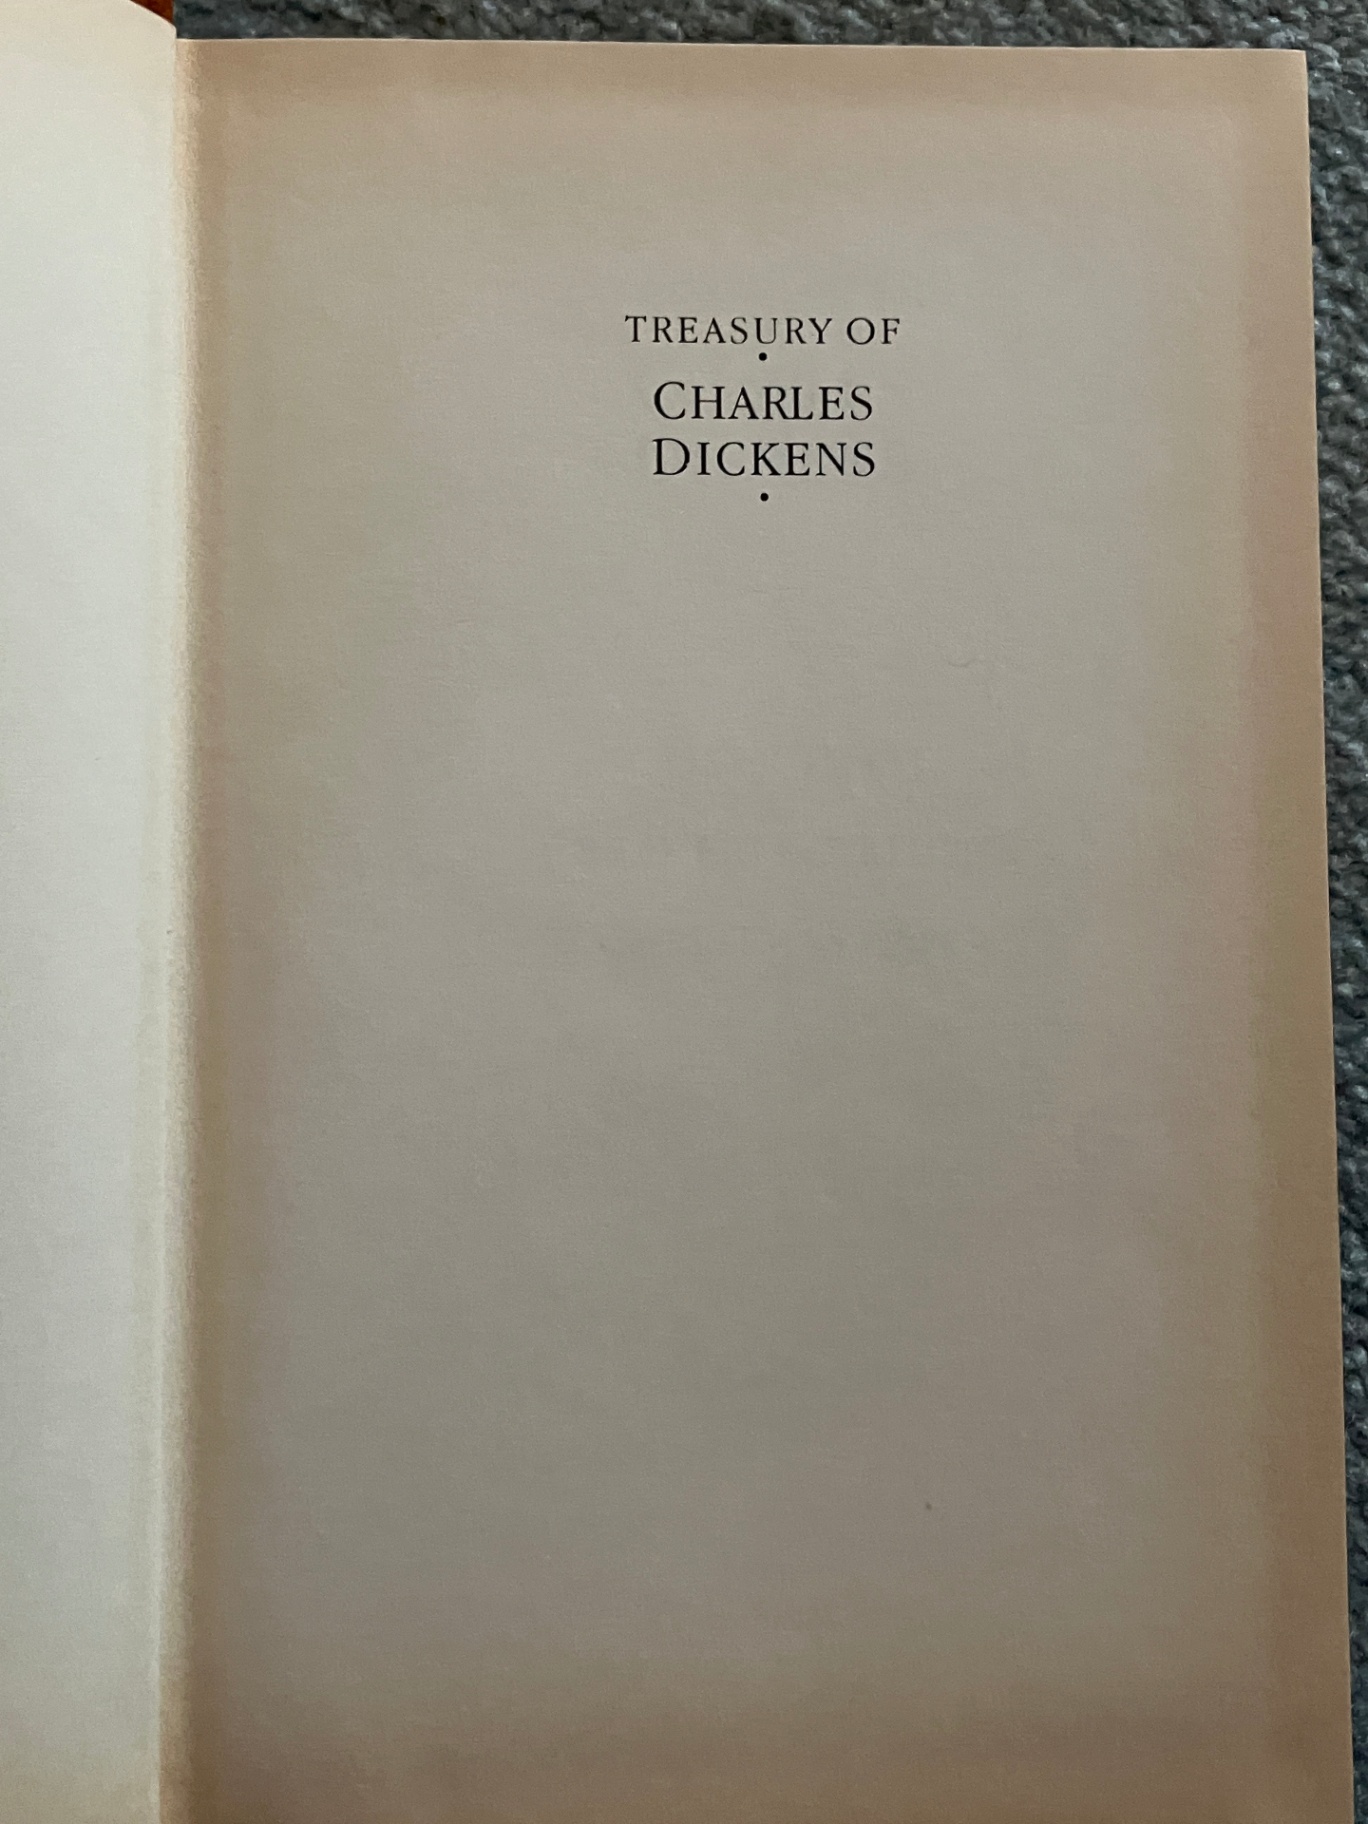 TREASURY OF
•
CHARLES
DICKENS
•